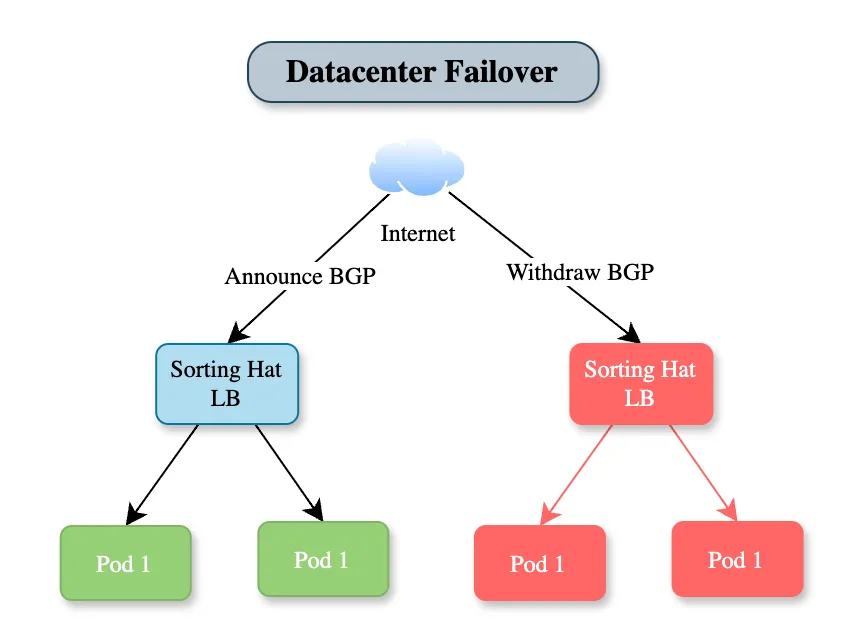 Datacenter Failover
Internet
Announce BGP
Withdraw BGP
Sorting Hat
LB
Sorting Hat
LB
Pod 1
Pod 1
Pod 1
Pod 1